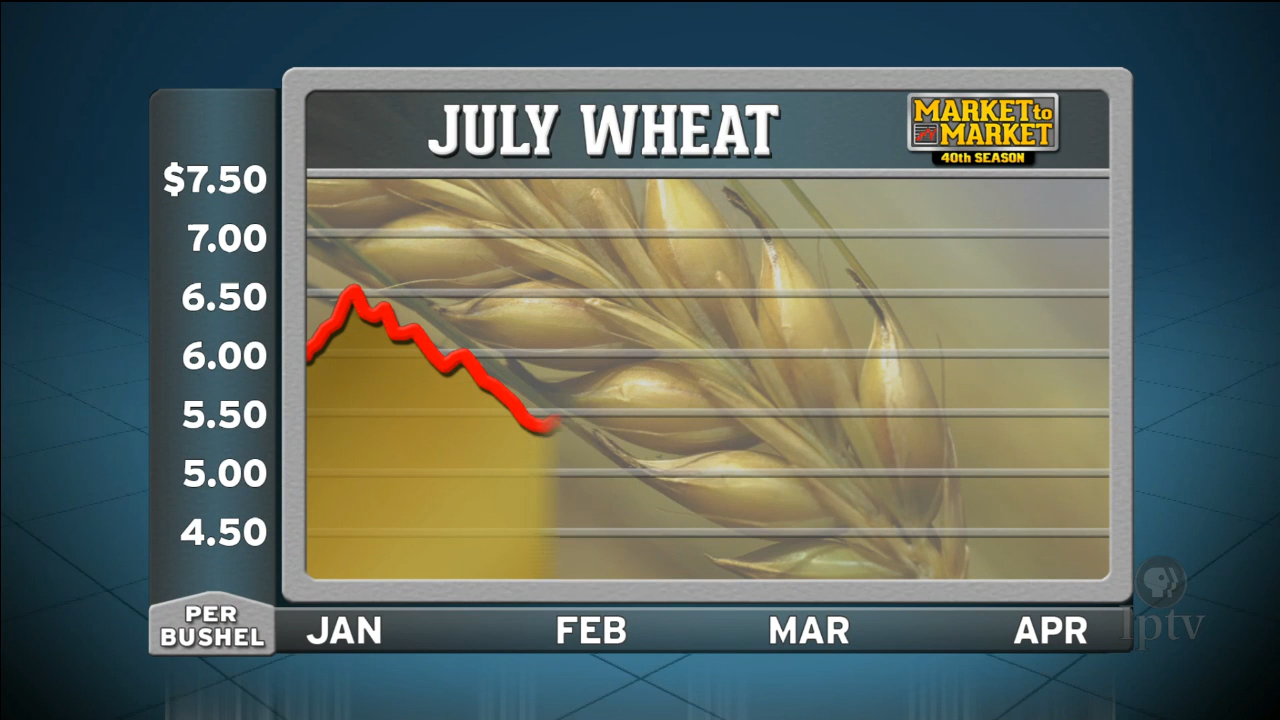 JULY WHEAT
MARKET to
MARKET
40th SEASON
$7.50
7.00
6.50
6.00
5.50
5.00
4.50
PER
BUSHEL
JAN FEB MAR APR
Iptv